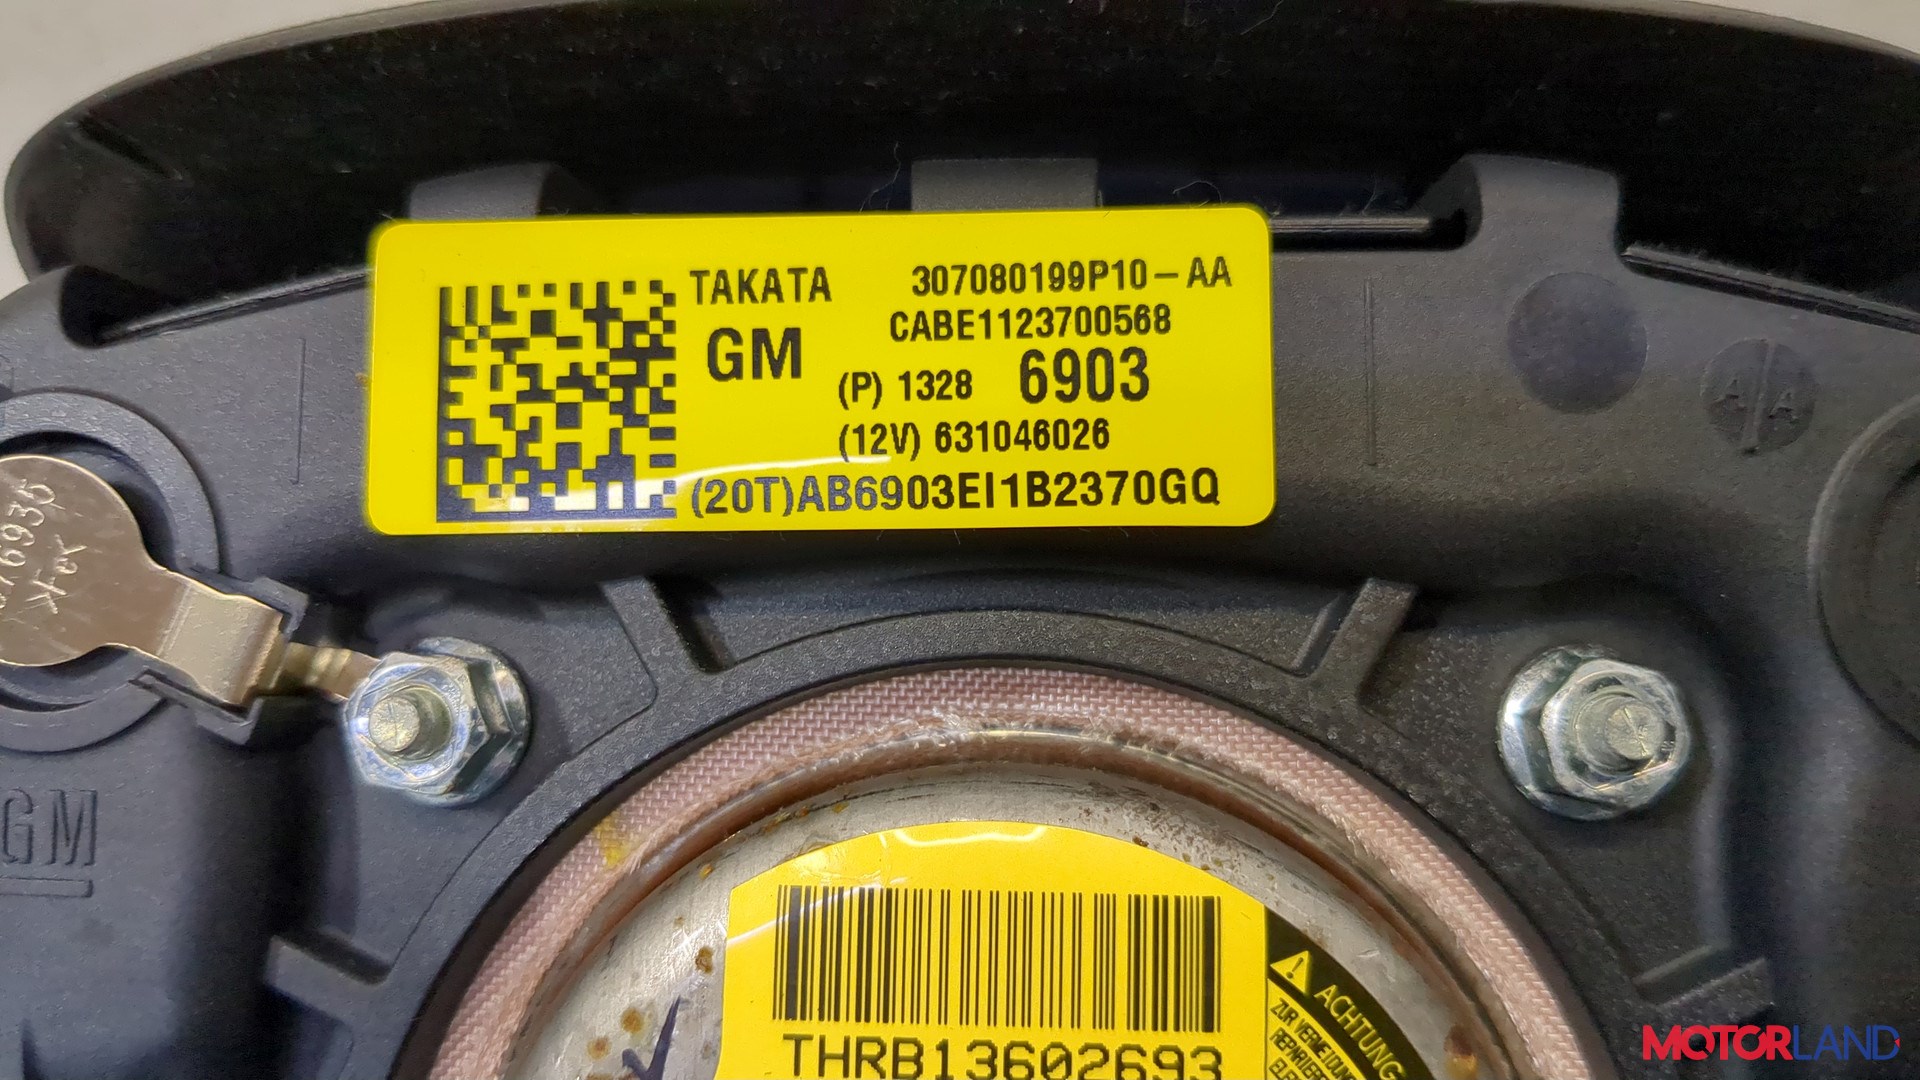 TAKATA 307080199P10-AA
CABE1123700568
GM (P) 1328 6903
(12V) 631046026
(20T)AB6903EI1B2370GQ
A A
GM
THRB13602693
ACHTUNG
MOTORLAND